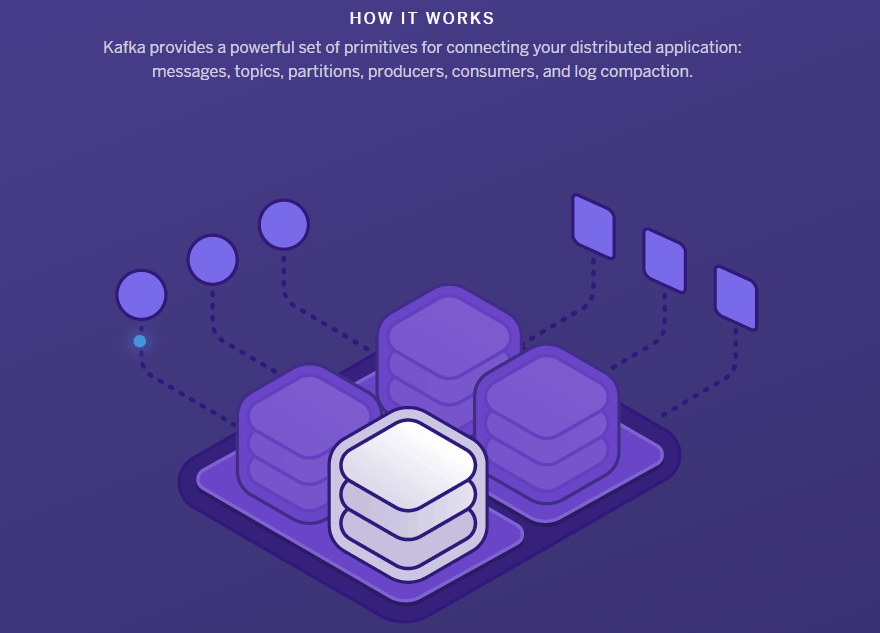 HOW IT WORKS
Kafka provides a powerful set of primitives for connecting your distributed application:
messages, topics, partitions, producers, consumers, and log compaction.